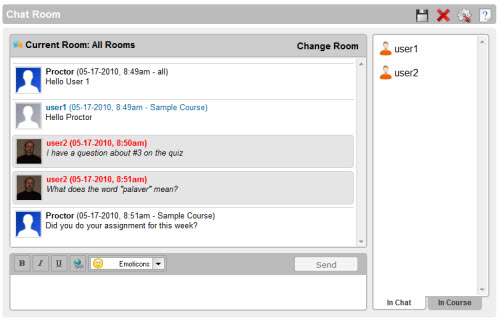 Chat Room
Current Room: All Rooms
Change Room
Proctor (05-17-2010, 8:49am - all)
Hello User 1
user1 (05-17-2010, 8:49am - Sample Course)
Hello Proctor
user2 (05-17-2010, 8:50am)
I have a question about #3 on the quiz
user2 (05-17-2010, 8:51am)
What does the word "palaver" mean?
Proctor (05-17-2010, 8:51am - Sample Course)
Did you do your assignment for this week?
B I U Emoticons Send
user1
user2
In Chat In Course